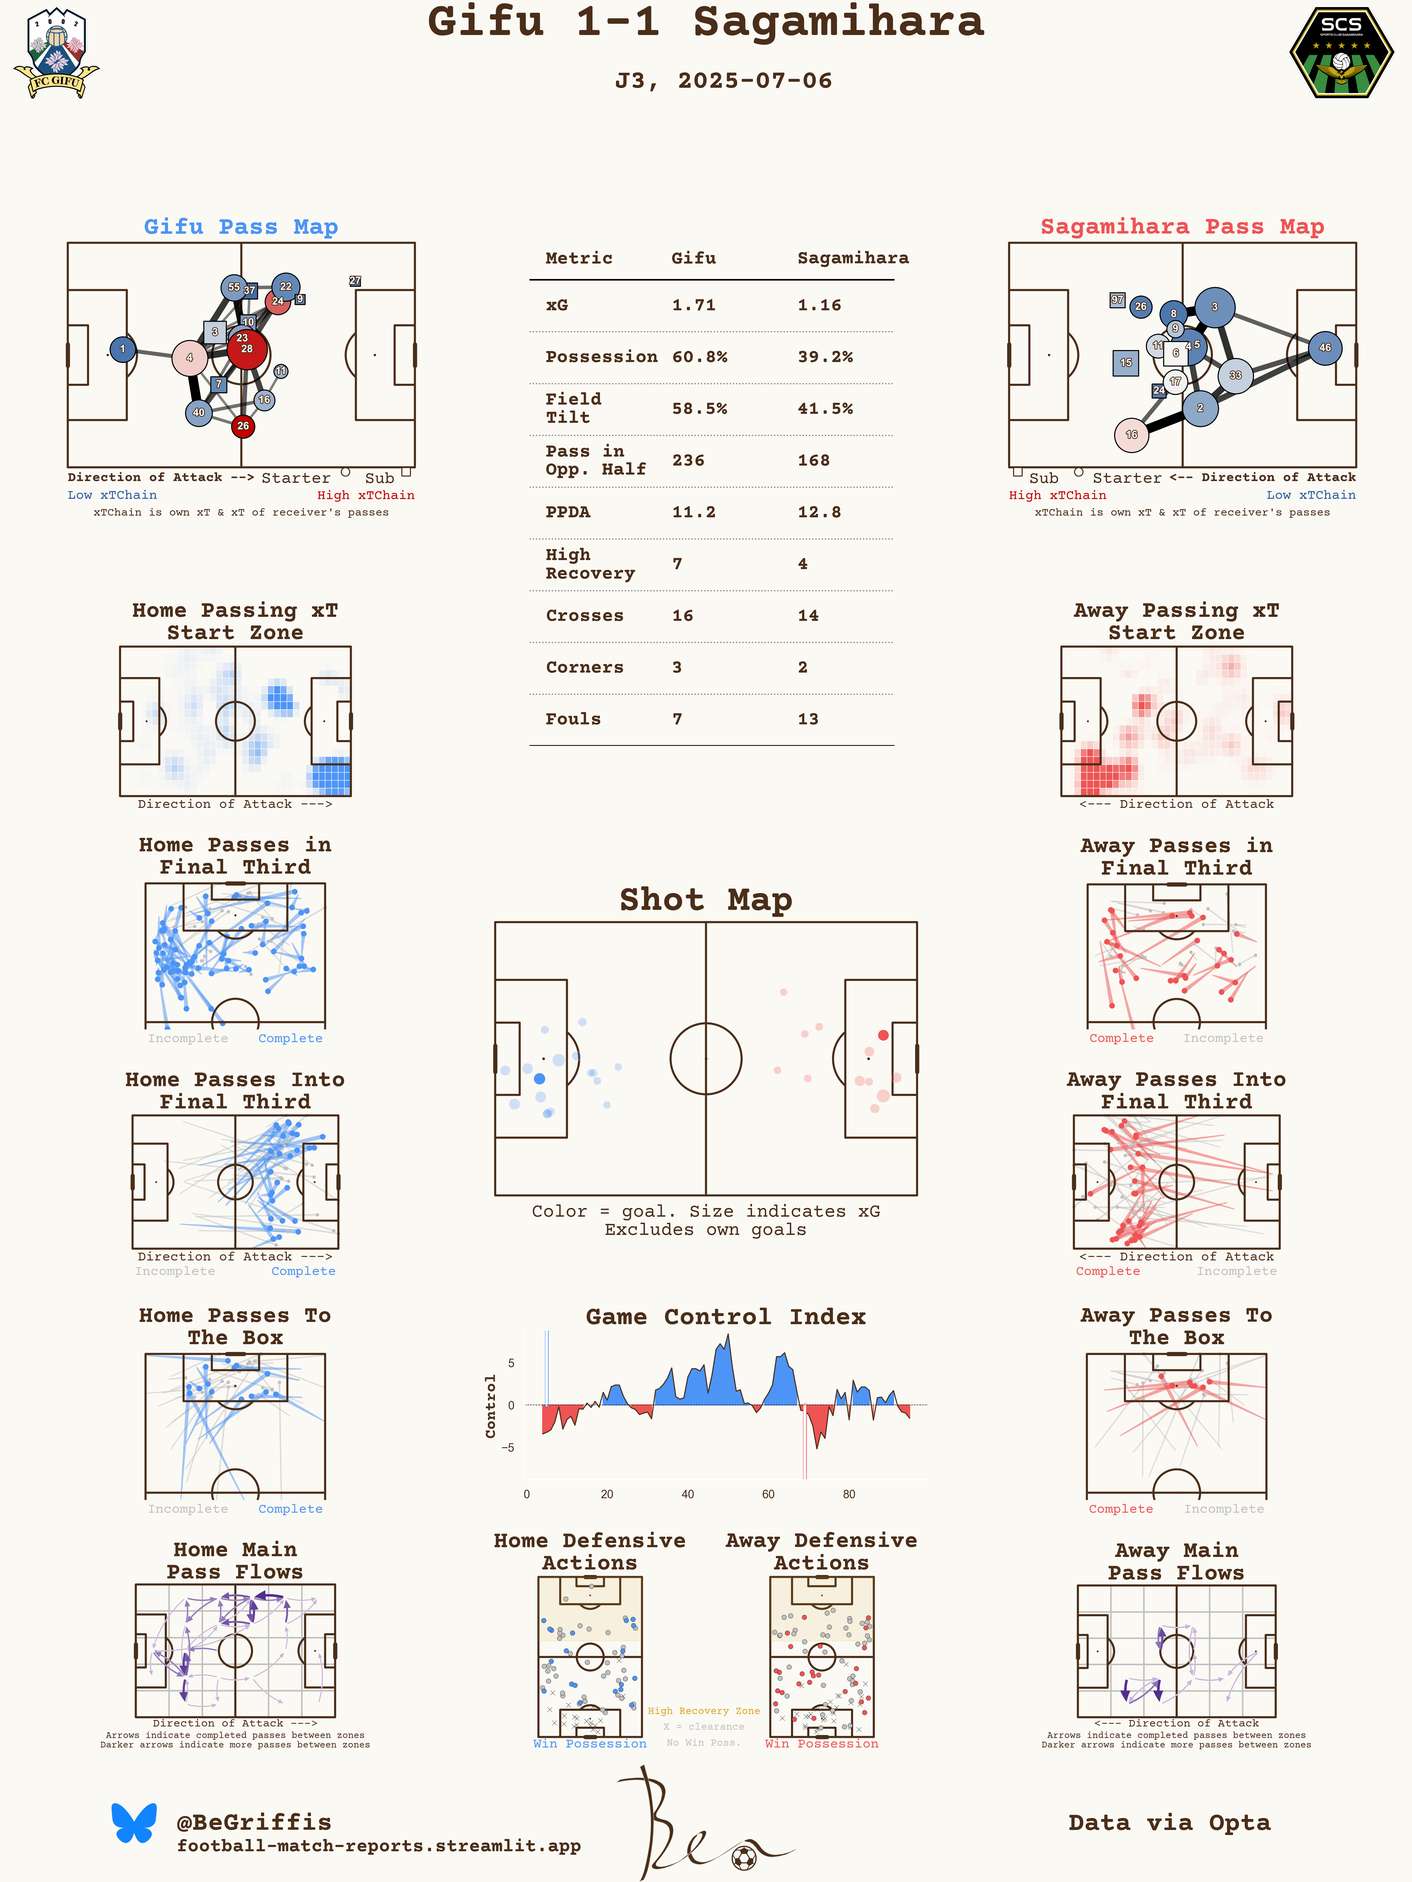 Gifu 1-1 Sagamihara
J3, 2025-07-06
2 0 0 2
FC GIFU
SCS
SPORTS CLUB SAGAMIHARA
Gifu Pass Map
1
4
40
55
37
22
24
9
27
3
10
23
28
7
11
16
26
Direction of Attack --> Starter Sub
Low xTChain High xTChain
xTChain is own xT & xT of receiver's passes
Metric Gifu Sagamihara
xG 1.71 1.16
Possession 60.8% 39.2%
Field Tilt 58.5% 41.5%
Pass in Opp. Half 236 168
PPDA 11.2 12.8
High Recovery 7 4
Crosses 16 14
Corners 3 2
Fouls 7 13
Sagamihara Pass Map
97
26
8
3
9
11
6
5
46
15
17
33
24
2
16
Sub Starter <-- Direction of Attack
High xTChain Low xTChain
xTChain is own xT & xT of receiver's passes
Home Passing xT
Start Zone
Direction of Attack --->
Away Passing xT
Start Zone
<--- Direction of Attack
Home Passes in
Final Third
Incomplete Complete
Away Passes in
Final Third
Complete Incomplete
Shot Map
Color = goal. Size indicates xG
Excludes own goals
Home Passes Into
Final Third
Direction of Attack --->
Incomplete Complete
Away Passes Into
Final Third
<--- Direction of Attack
Complete Incomplete
Home Passes To
The Box
Incomplete Complete
Game Control Index
Control
5
0
−5
0 20 40 60 80
Away Passes To
The Box
Complete Incomplete
Home Main
Pass Flows
Direction of Attack --->
Arrows indicate completed passes between zones
Darker arrows indicate more passes between zones
Home Defensive
Actions
Win Possession
Away Defensive
Actions
Win Possession
High Recovery Zone
X = clearance
No Win Poss.
Away Main
Pass Flows
<--- Direction of Attack
Arrows indicate completed passes between zones
Darker arrows indicate more passes between zones
@BeGriffis
football-match-reports.streamlit.app
Ben
Data via Opta